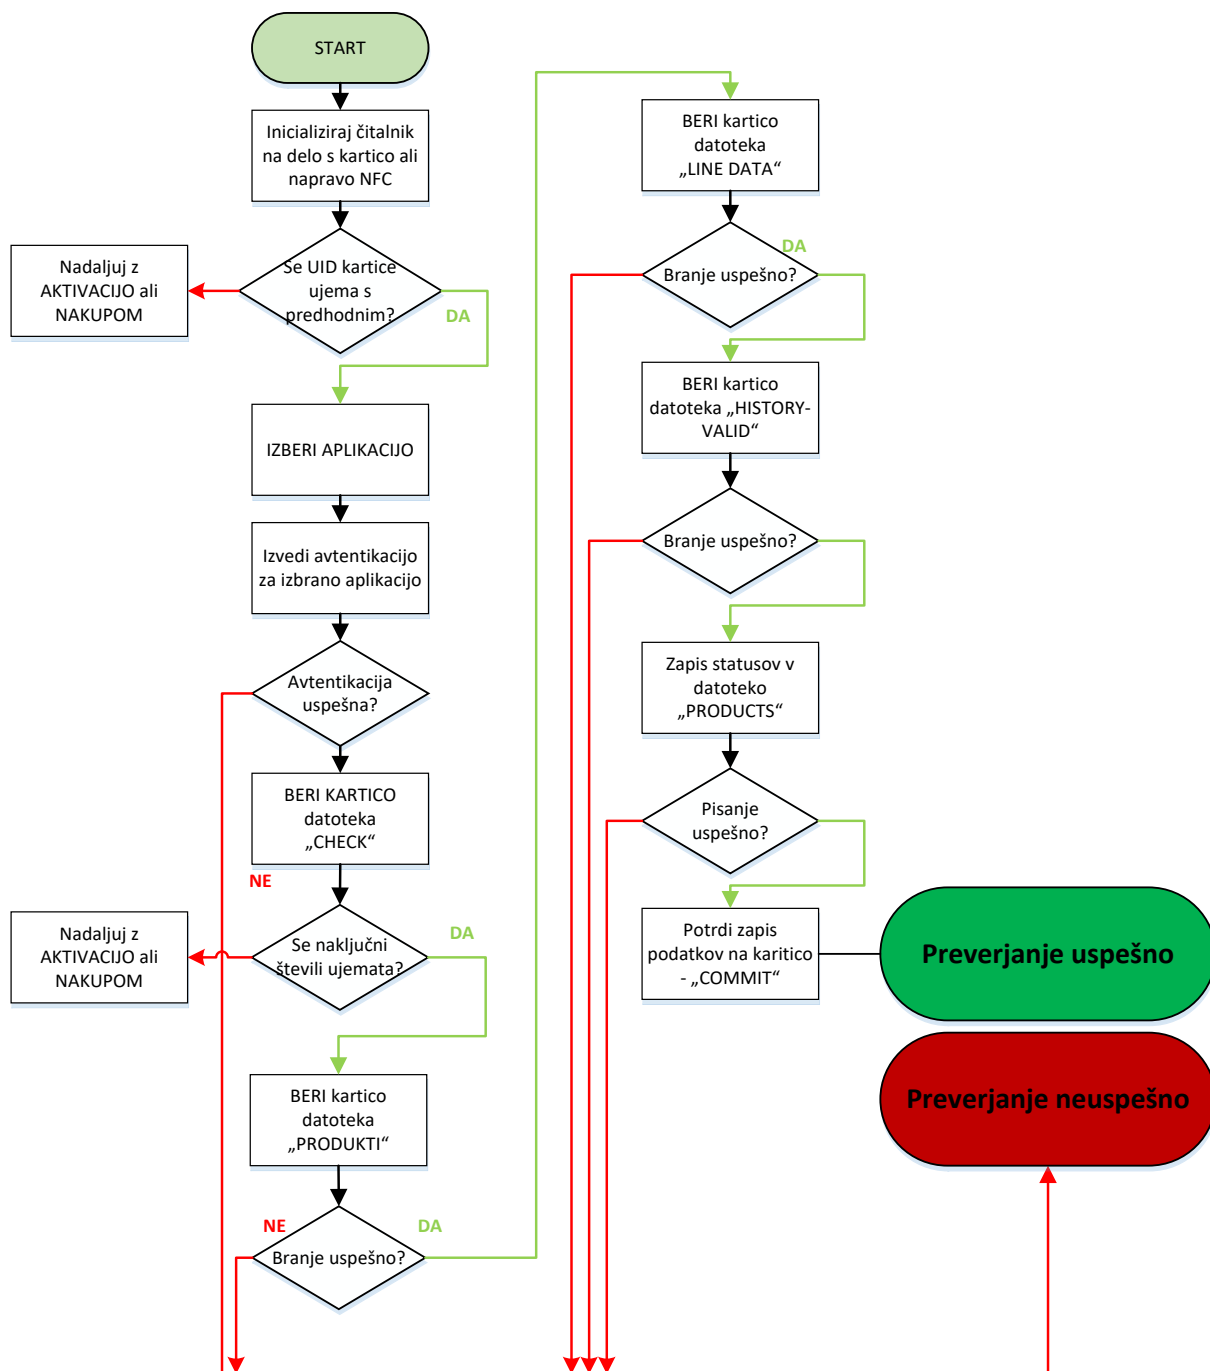 START
Inicializiraj čitalnik
na delo s kartico ali
napravo NFC
Se UID kartice
ujema s
predhodnim?
DA
Nadaljuj z
AKTIVACIJO ali
NAKUPOM
IZBERI APLIKACIJO
Izvedi avtentikacijo
za izbrano aplikacijo
Avtentikacija
uspešna?
BERI KARTICO
datoteka
„CHECK“
NE
Se naključni
števili ujemata?
DA
Nadaljuj z
AKTIVACIJO ali
NAKUPOM
BERI kartico
datoteka
„PRODUKTI“
NE
DA
Branje uspešno?
BERI kartico
datoteka
„LINE DATA“
DA
Branje uspešno?
BERI kartico
datoteka „HISTORY-
VALID“
Branje uspešno?
Zapis statusov v
datoteko
„PRODUCTS“
Pisanje
uspešno?
Potrdi zapis
podatkov na karitico
- „COMMIT“
Preverjanje uspešno
Preverjanje neuspešno